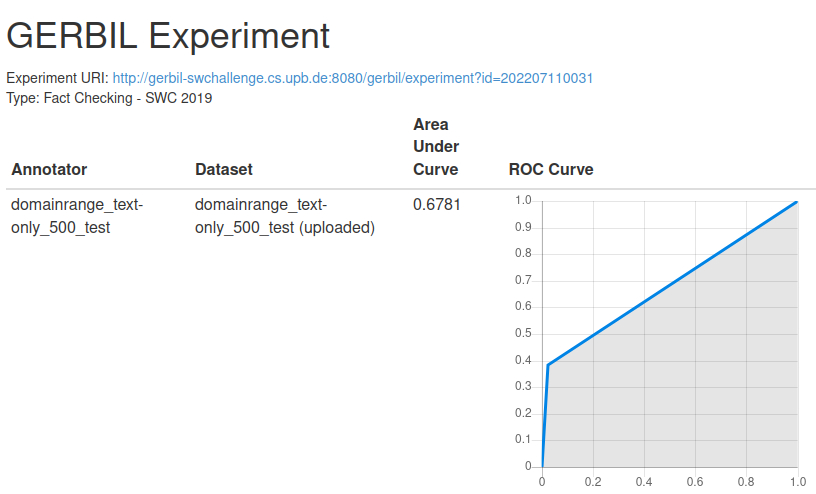 GERBIL Experiment
Experiment URI: http://gerbil-swchallenge.cs.upb.de:8080/gerbil/experiment?id=202207110031
Type: Fact Checking - SWC 2019
Area
Under
Annotator Dataset Curve ROC Curve
domainrange_text- domainrange_text- 0.6781
only_500_test only_500_test (uploaded)
1.0
0.9
0.8
0.7
0.6
0.5
0.4
0.3
0.2
0.1
0
0 0.2 0.4 0.6 0.8 1.0